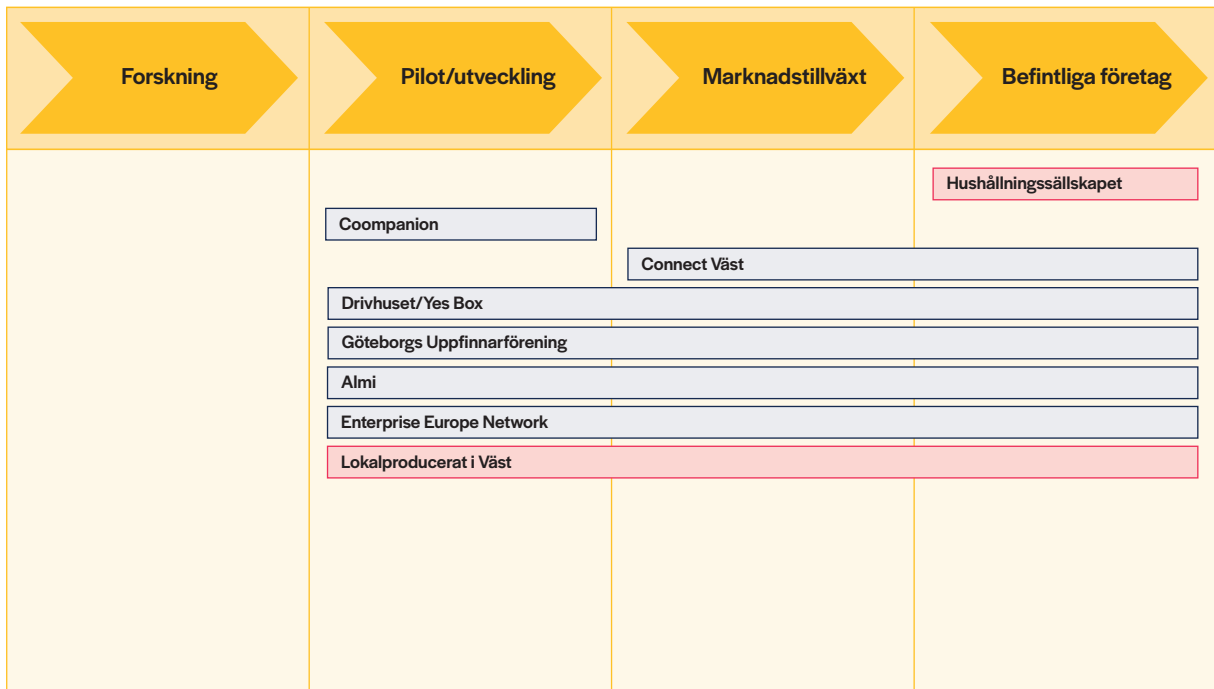 Forskning
Pilot/utveckling
Marknadstillväxt
Befintliga företag
Hushållningssällskapet
Coompanion
Connect Väst
Drivhuset/Yes Box
Göteborgs Uppfinnarförening
Almi
Enterprise Europe Network
Lokalproducerat i Väst